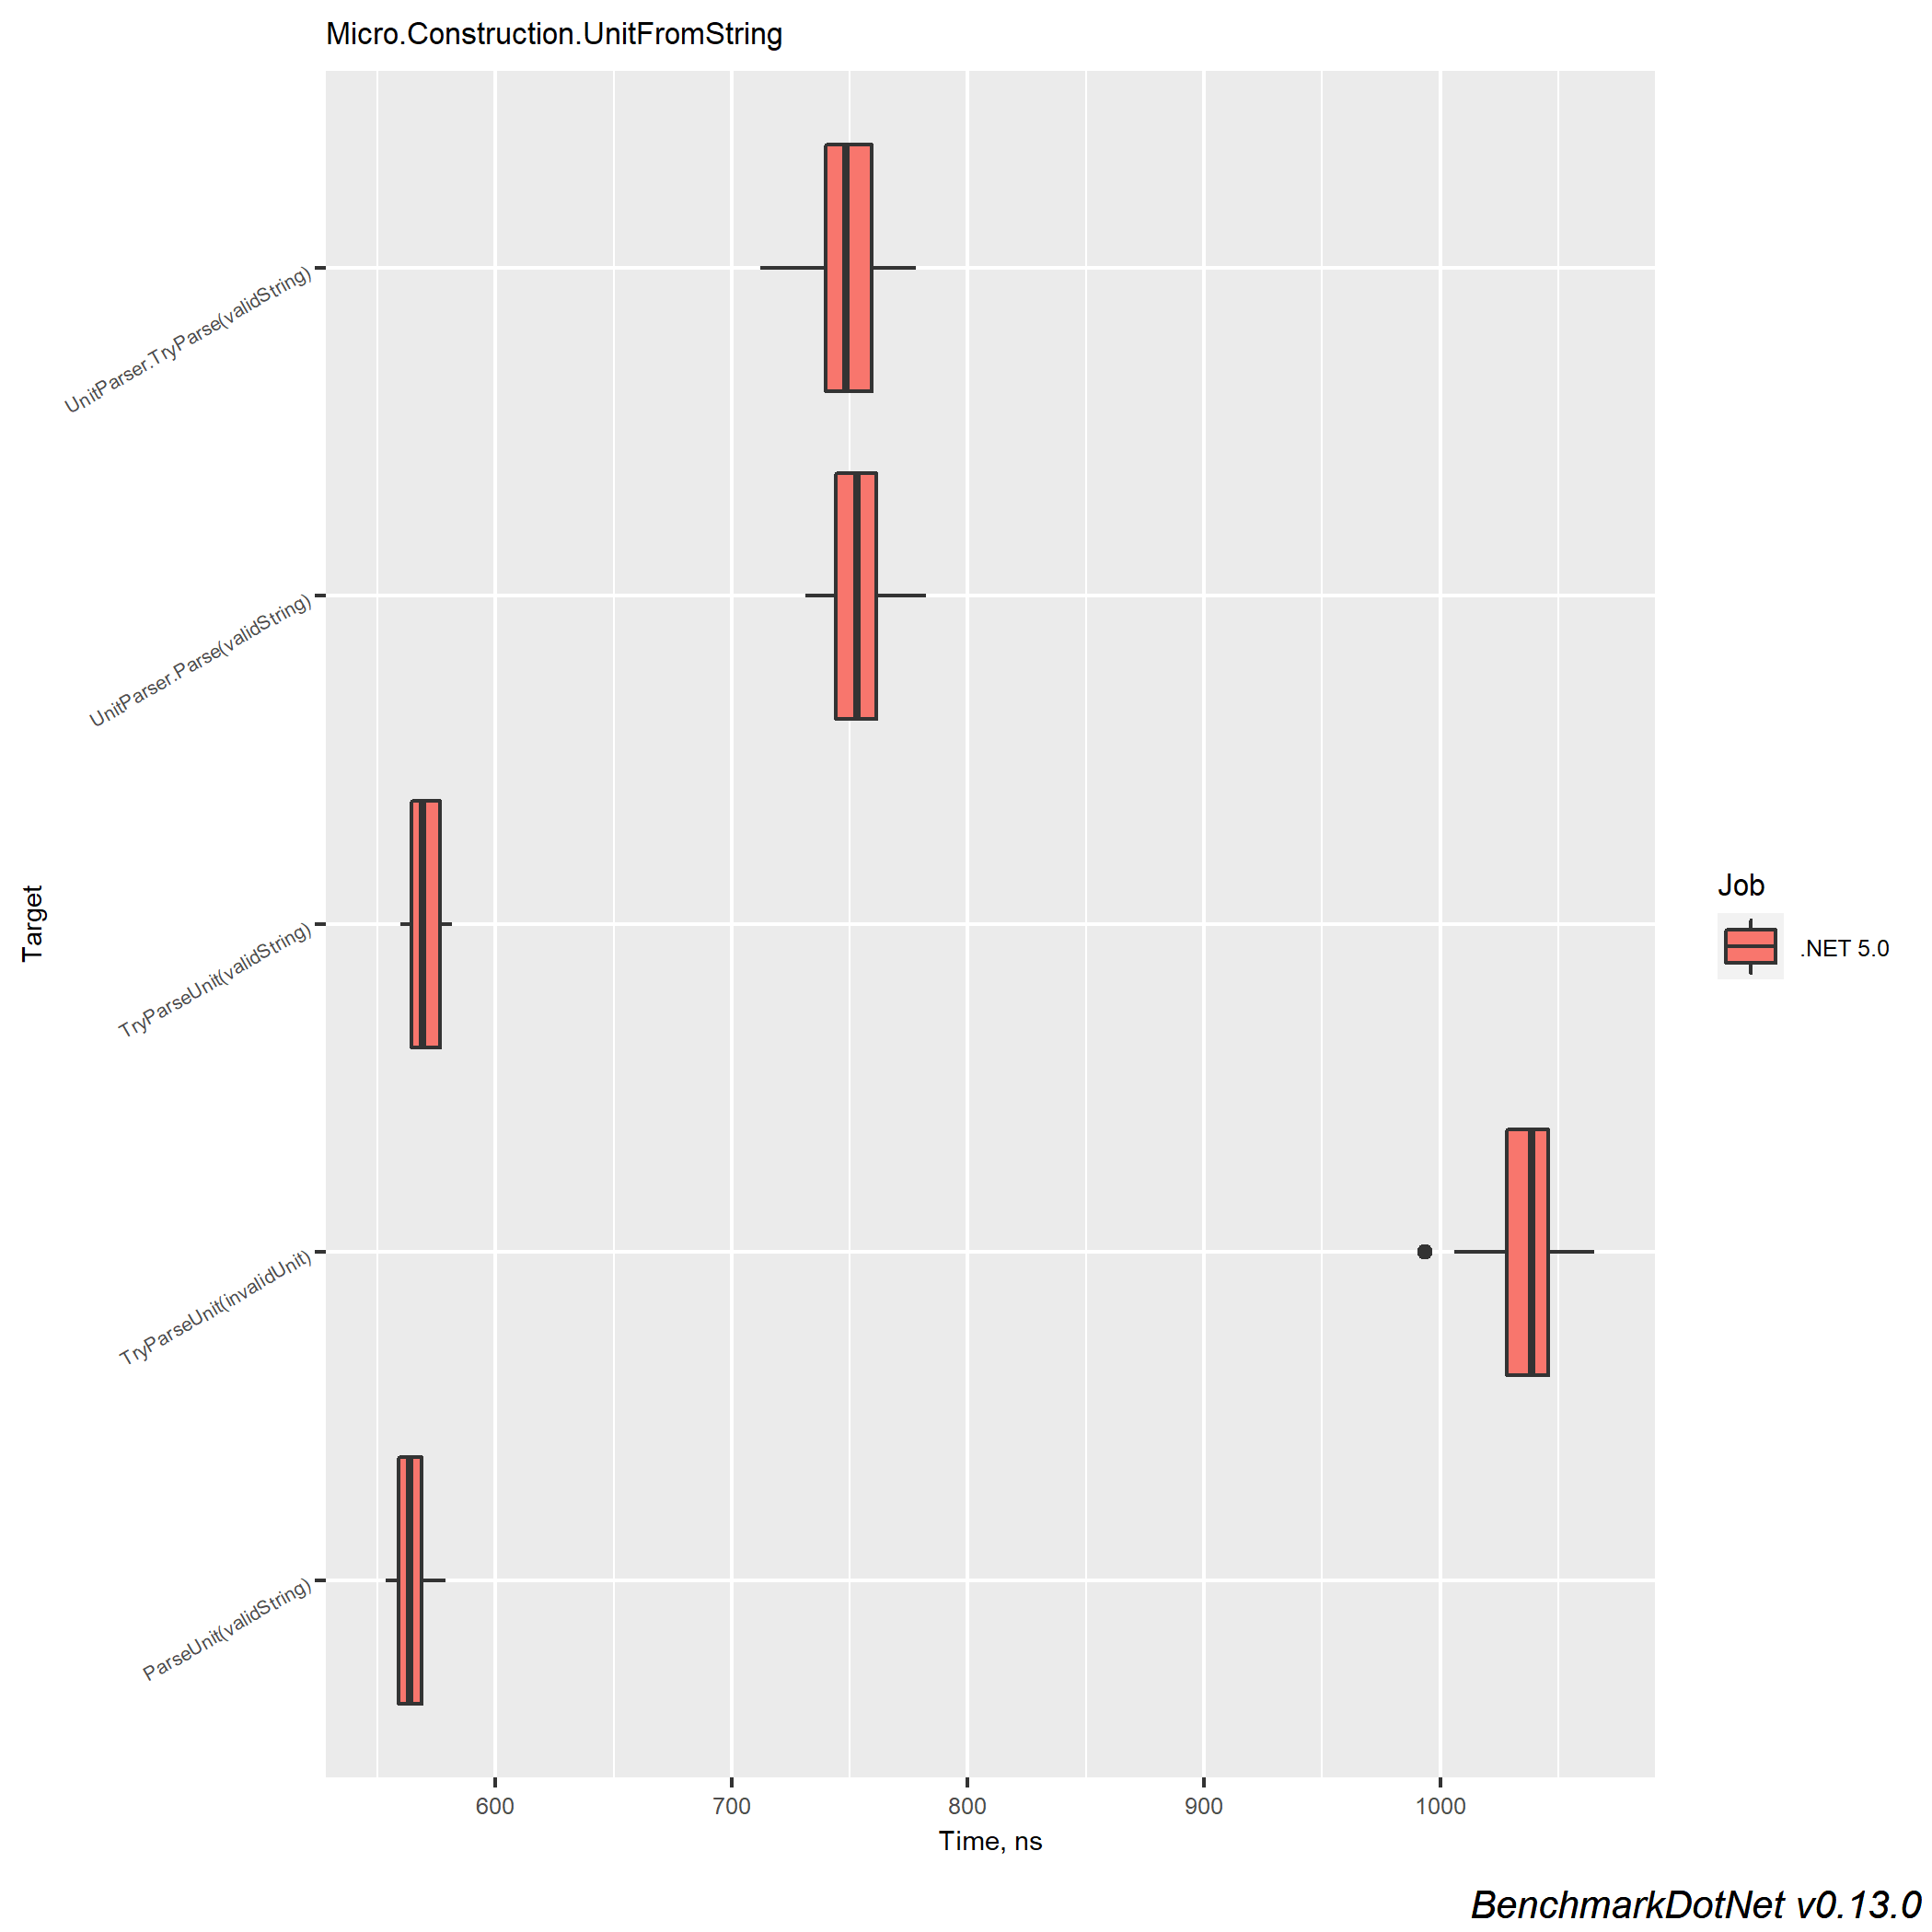 Micro.Construction.UnitFromString
UnitParser.TryParse(validString)
UnitParser.Parse(validString)
TryParseUnit(validString)
TryParseUnit(invalidUnit)
ParseUnit(validString)
Target
600 700 800 900 1000
Time, ns
Job
.NET 5.0
BenchmarkDotNet v0.13.0